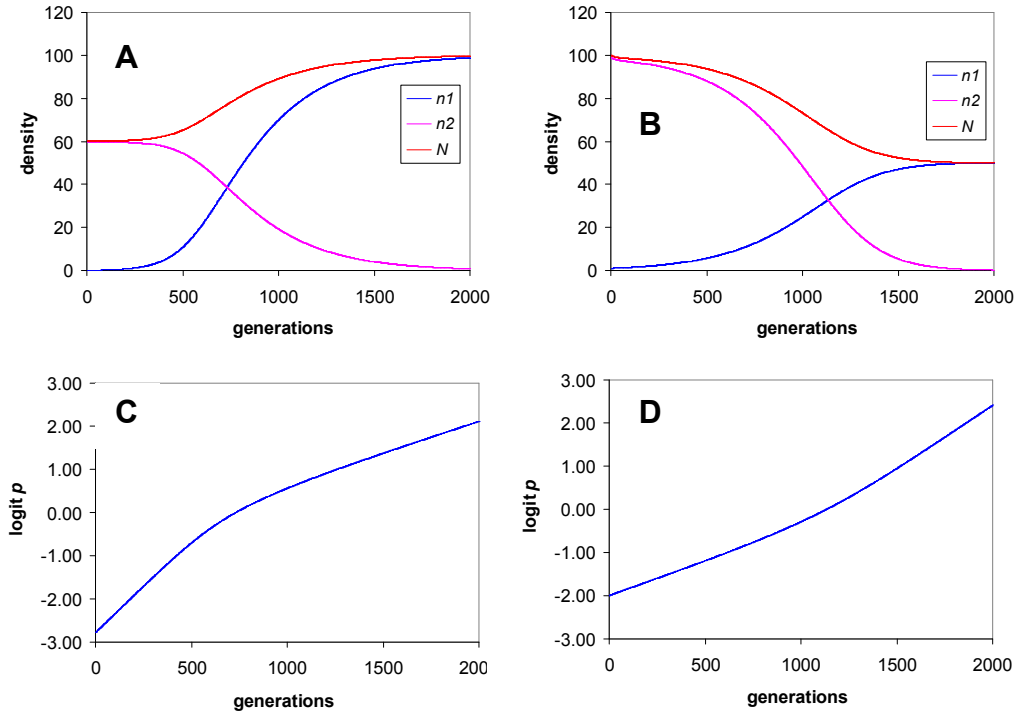 A
120
100
80
60
40
20
0
density
n1
n2
N
0 500 1000 1500 2000
generations
B
120
100
80
60
40
20
0
density
n1
n2
N
0 500 1000 1500 2000
generations
C
3.00
2.00
1.00
0.00
-1.00
-2.00
-3.00
logit p
0 500 1000 1500 200
generations
D
3.00
2.00
1.00
0.00
-1.00
-2.00
-3.00
logit p
0 500 1000 1500 2000
generations